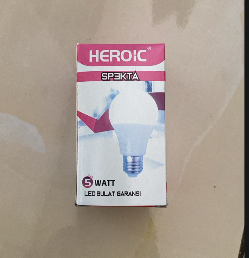 HEROIC®
SP3KTA
5 WATT
LED BULAT GARANSI